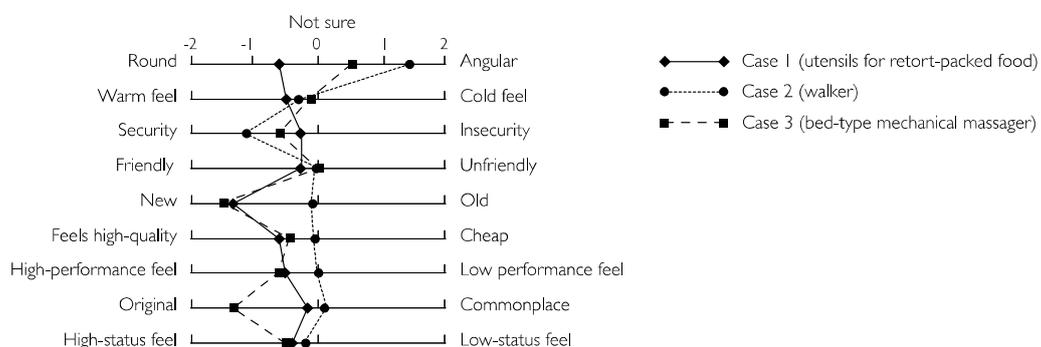 Not sure
-2 -1 0 1 2
Round Angular
Warm feel Cold feel
Security Insecurity
Friendly Unfriendly
New Old
Feels high-quality Cheap
High-performance feel Low performance feel
Original Commonplace
High-status feel Low-status feel
Case 1 (utensils for retort-packed food)
Case 2 (walker)
Case 3 (bed-type mechanical massager)